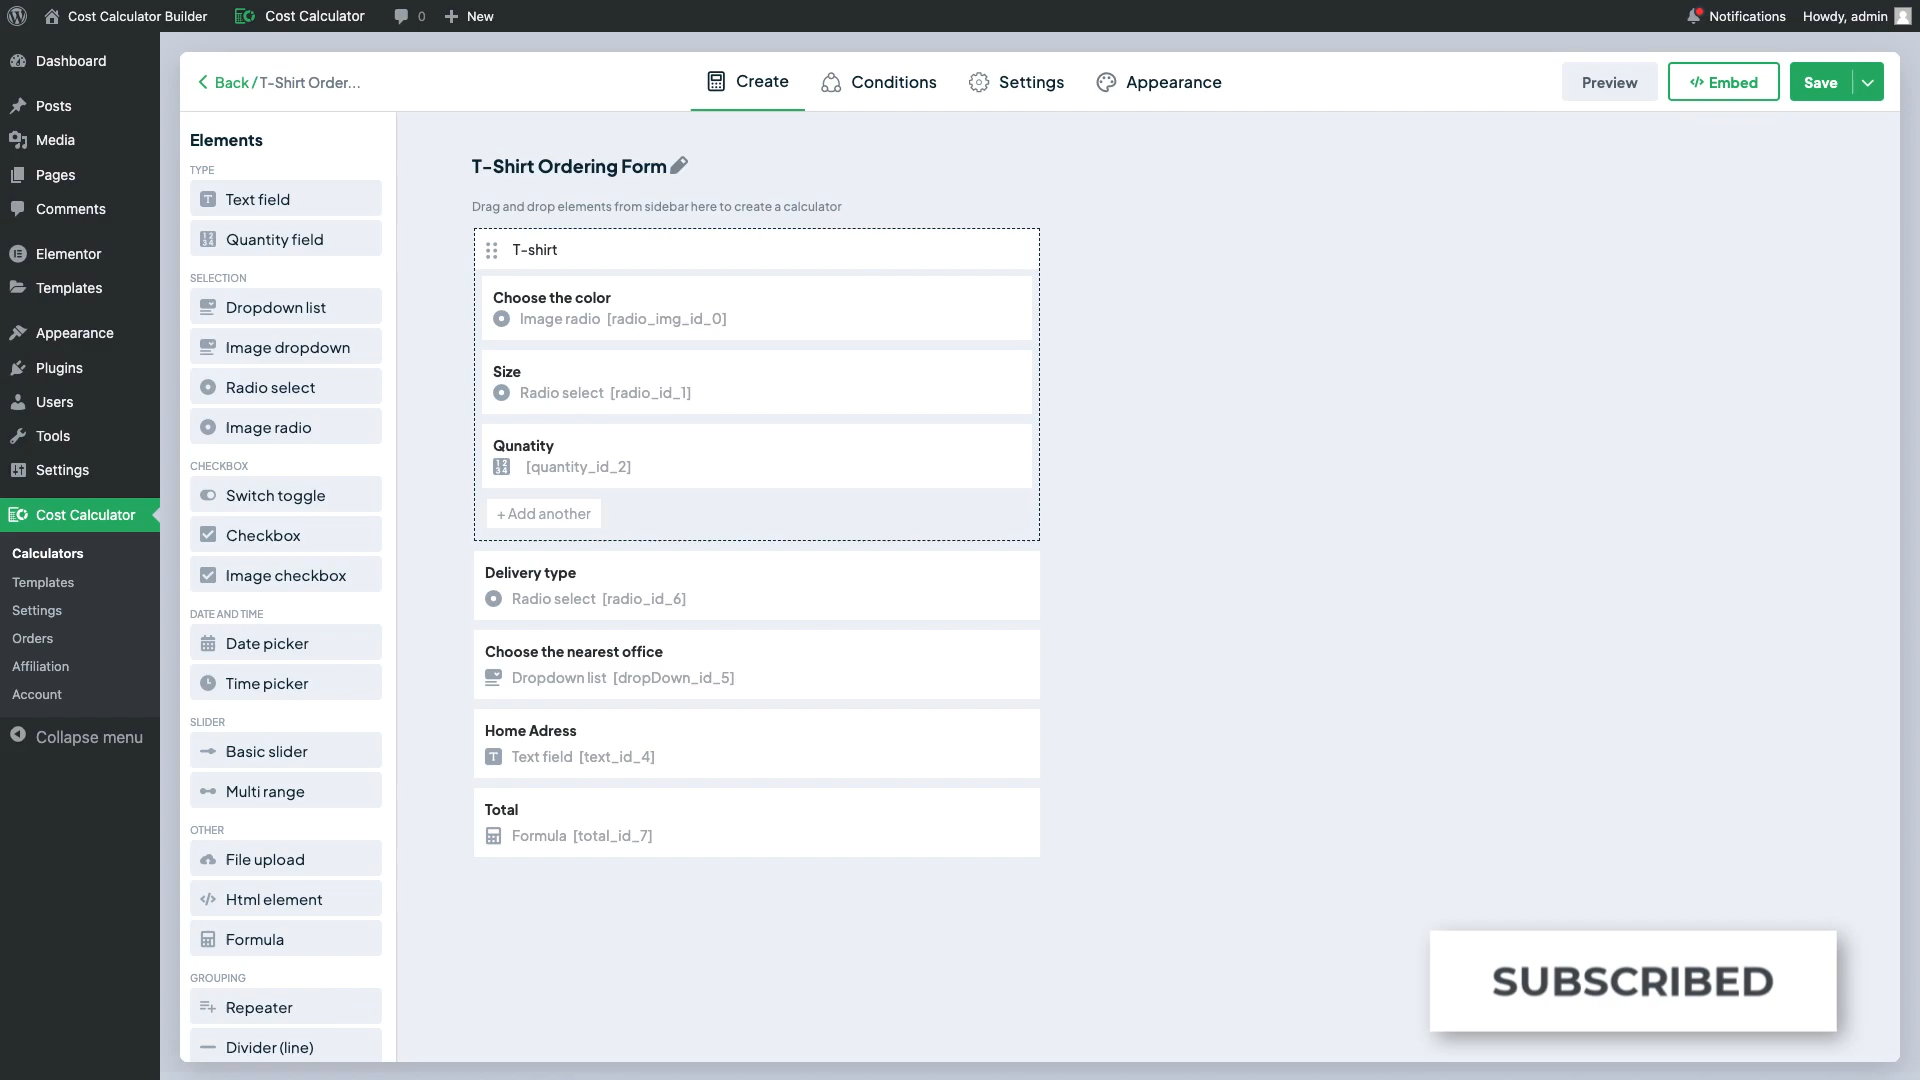 Cost Calculator Builder
Cost Calculator
0
New
Notifications
Howdy, admin
Dashboard
Posts
Media
Pages
Comments
Elementor
Templates
Appearance
Plugins
Users
Tools
Settings
Cost Calculator
Calculators
Templates
Settings
Orders
Affiliation
Account
Collapse menu
Back / T-Shirt Order...
Create
Conditions
Settings
Appearance
Preview
Embed
Save
Elements
TYPE
Text field
Quantity field
SELECTION
Dropdown list
Image dropdown
Radio select
Image radio
CHECKBOX
Switch toggle
Checkbox
Image checkbox
DATE AND TIME
Date picker
Time picker
SLIDER
Basic slider
Multi range
OTHER
File upload
Html element
Formula
GROUPING
Repeater
Divider (line)
T-Shirt Ordering Form
Drag and drop elements from sidebar here to create a calculator
T-shirt
Choose the color
Image radio [radio_img_id_0]
Size
Radio select [radio_id_1]
Qunatity
[quantity_id_2]
+ Add another
Delivery type
Radio select [radio_id_6]
Choose the nearest office
Dropdown list [dropDown_id_5]
Home Adress
Text field [text_id_4]
Total
Formula [total_id_7]
SUBSCRIBED